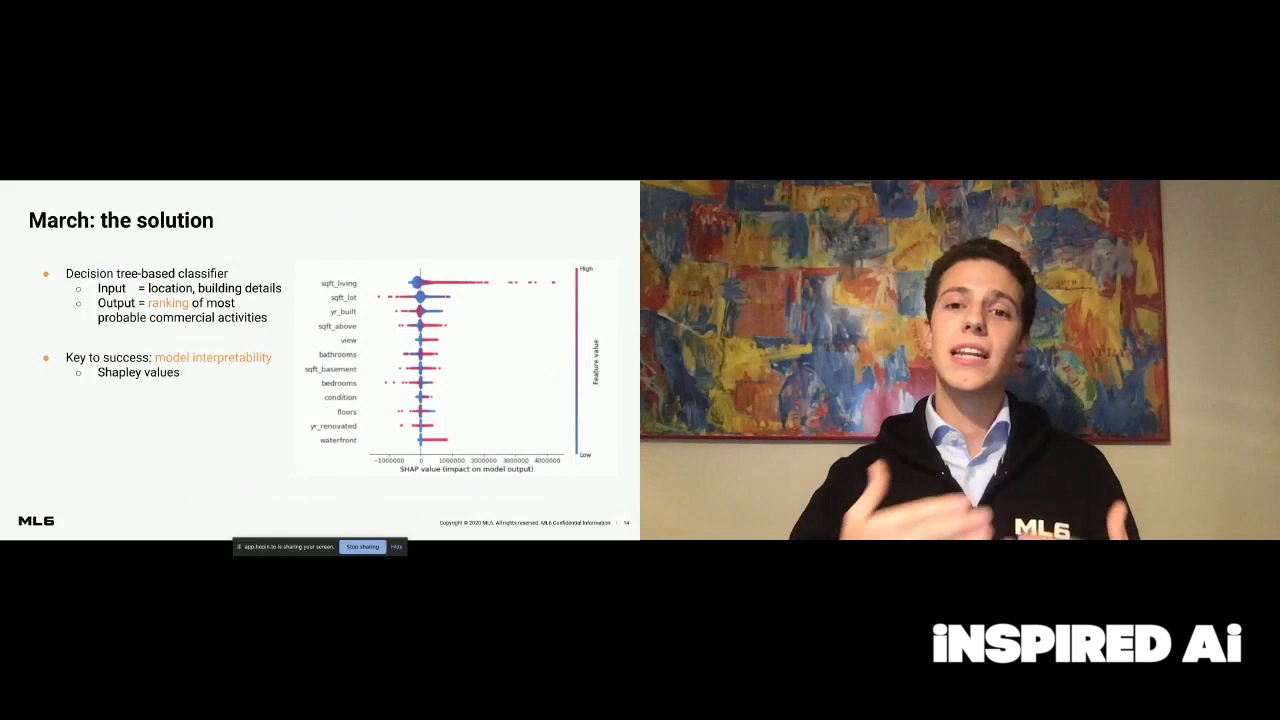 March: the solution
● Decision tree-based classifier
○ Input = location, building details
○ Output = ranking of most
probable commercial activities
● Key to success: model interpretability
○ Shapley values
High
sqft_living
sqft_lot
yr_built
sqft_above
view
bathrooms
sqft_basement
bedrooms
condition
floors
yr_renovated
waterfront
Feature value
Low
−1000000 0 1000000 2000000 3000000 4000000
SHAP value (impact on model output)
ML6
Copyright © 2020 ML6. All rights reserved. ML6 Confidential Information | 14
app.hopin.to is sharing your screen. Stop sharing Hide
ML6
iNSPIRED Ai